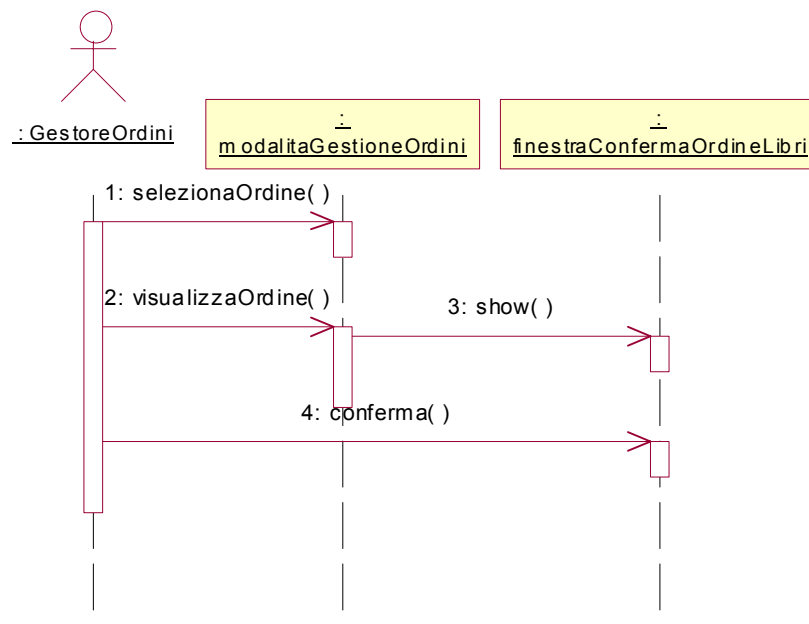 : GestoreOrdini
:
modalitaGestioneOrdini
:
finestraConfermaOrdineLibri
1: selezionaOrdine( )
2: visualizzaOrdine( )
3: show( )
4: conferma( )